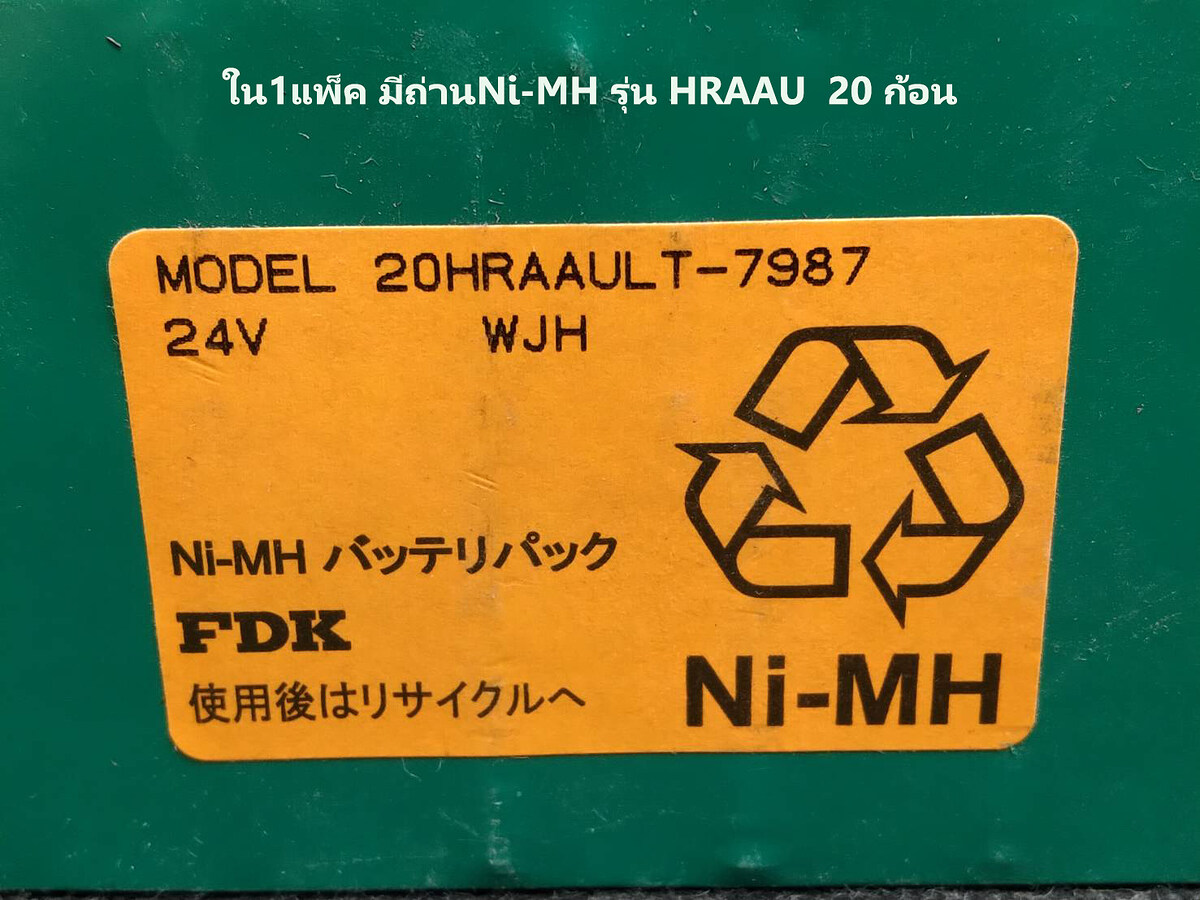 ใน1แพ็ค มีถ่านNi-MH รุ่น HRAAU 20 ก้อน
MODEL 20HRAAULT-7987
24V WJH
Ni-MH バッテリパック
FDK
使用後はリサイクルへ
Ni-MH